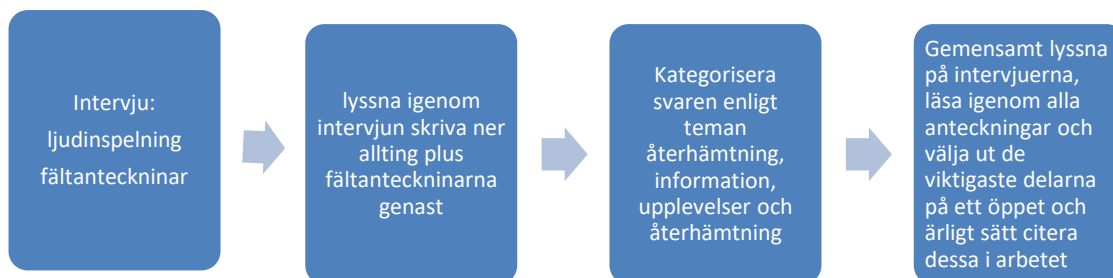 Intervju:
ljudinspelning
fältanteckninar
lyssna igenom
intervjun skriva ner
allting plus
fältanteckninarna
genast
Kategorisera
svaren enligt
teman
återhämtning,
information,
upplevelser och
återhämtning
Gemensamt lyssna
på intervjuerna,
läsa igenom alla
anteckningar och
välja ut de
viktigaste delarna
på ett öppet och
ärligt sätt citera
dessa i arbetet